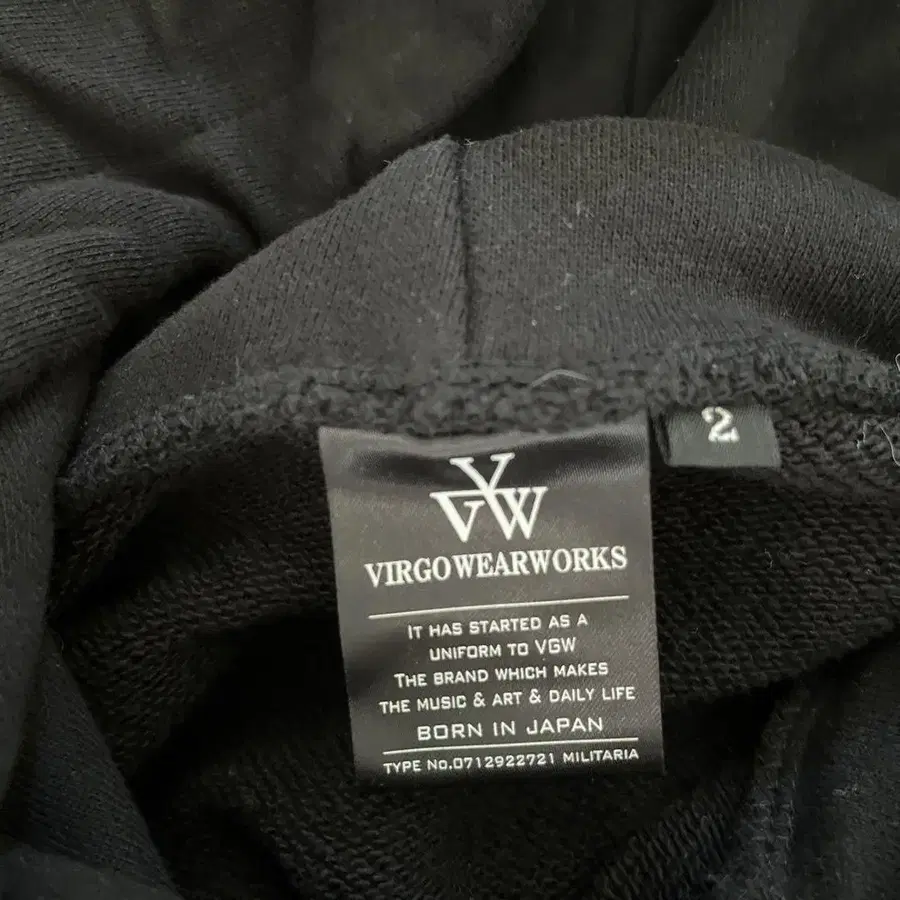 VGW
VIRGOWEARWORKS
IT HAS STARTED AS A
UNIFORM TO VGW
THE BRAND WHICH MAKES
THE MUSIC & ART & DAILY LIFE
BORN IN JAPAN
TYPE NO.0712922721 MILITARIA
2